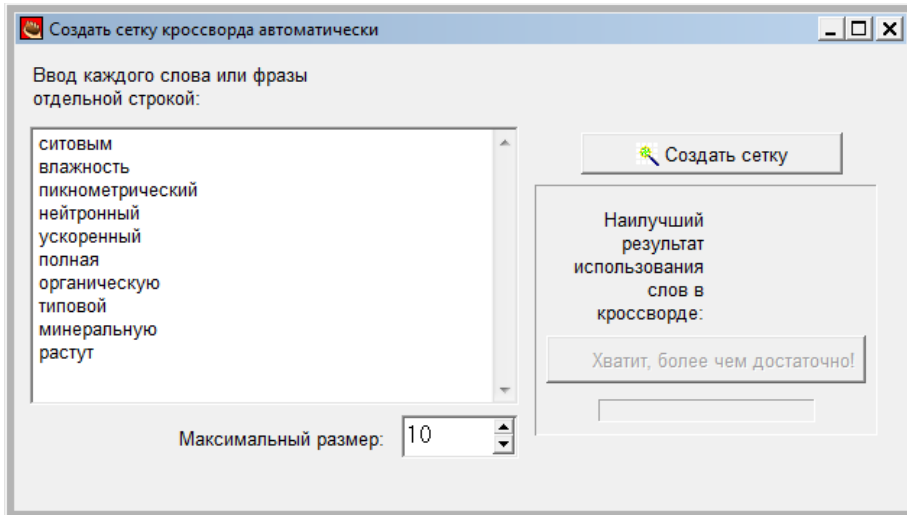 Создать сетку кроссворда автоматически
Ввод каждого слова или фразы
отдельной строкой:
ситовым
влажность
пикнометрический
нейтронный
ускоренный
полная
органическую
типовой
минеральную
растут
Максимальный размер: 10
Создать сетку
Наилучший
результат
использования
слов в
кроссворде:
Хватит, более чем достаточно!